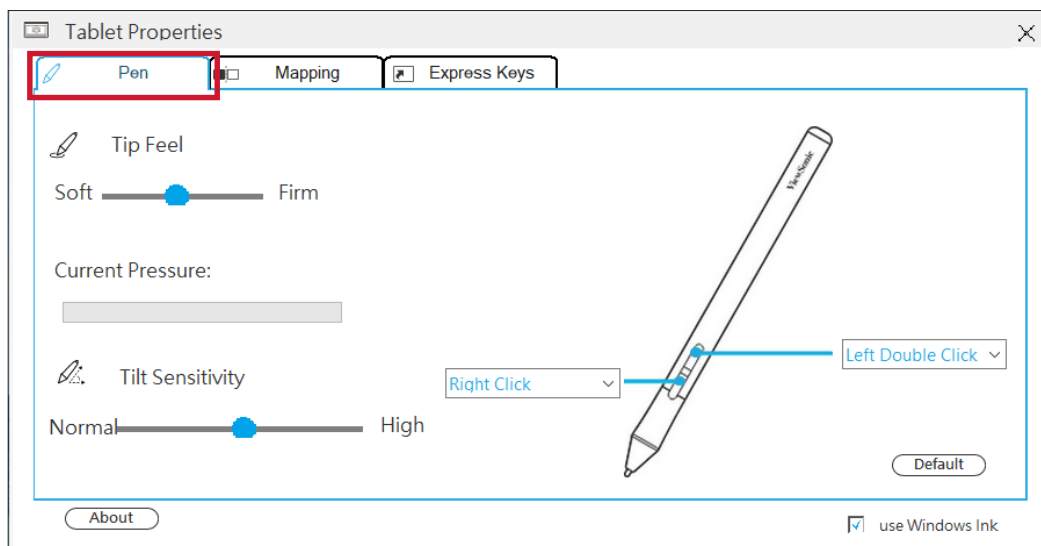 Tablet Properties
Pen
Mapping
Express Keys
Tip Feel
Soft
Firm
ViewSonic
Current Pressure:
Left Double Click
Tilt Sensitivity
Right Click
Normal
High
Default
About
use Windows Ink